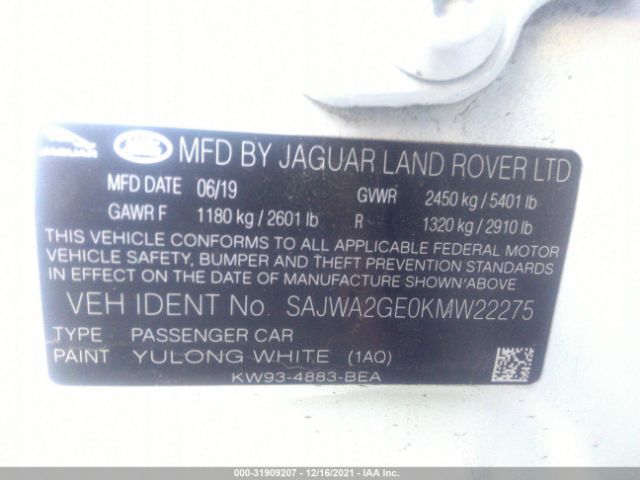 JAGUAR
MFD BY JAGUAR LAND ROVER LTD
MFD DATE 06/19 GVWR 2450 kg / 5401 lb
GAWR F 1180 kg / 2601 lb R 1320 kg / 2910 lb
THIS VEHICLE CONFORMS TO ALL APPLICABLE FEDERAL MOTOR
VEHICLE SAFETY, BUMPER AND THEFT PREVENTION STANDARDS
IN EFFECT ON THE DATE OF MANUFACTURE SHOWN ABOVE.
VEH IDENT No. SAJWA2GE0KMW22275
TYPE PASSENGER CAR
PAINT YULONG WHITE (1AQ)
KW93-4883-BEA
000-31909207 - 12/16/2021 - IAA Inc.